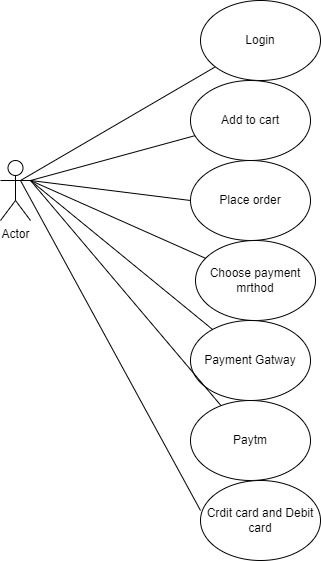 Login
Add to cart
Place order
Actor
Choose payment
mrthod
Payment Gatway
Paytm
Crdit card and Debit
card